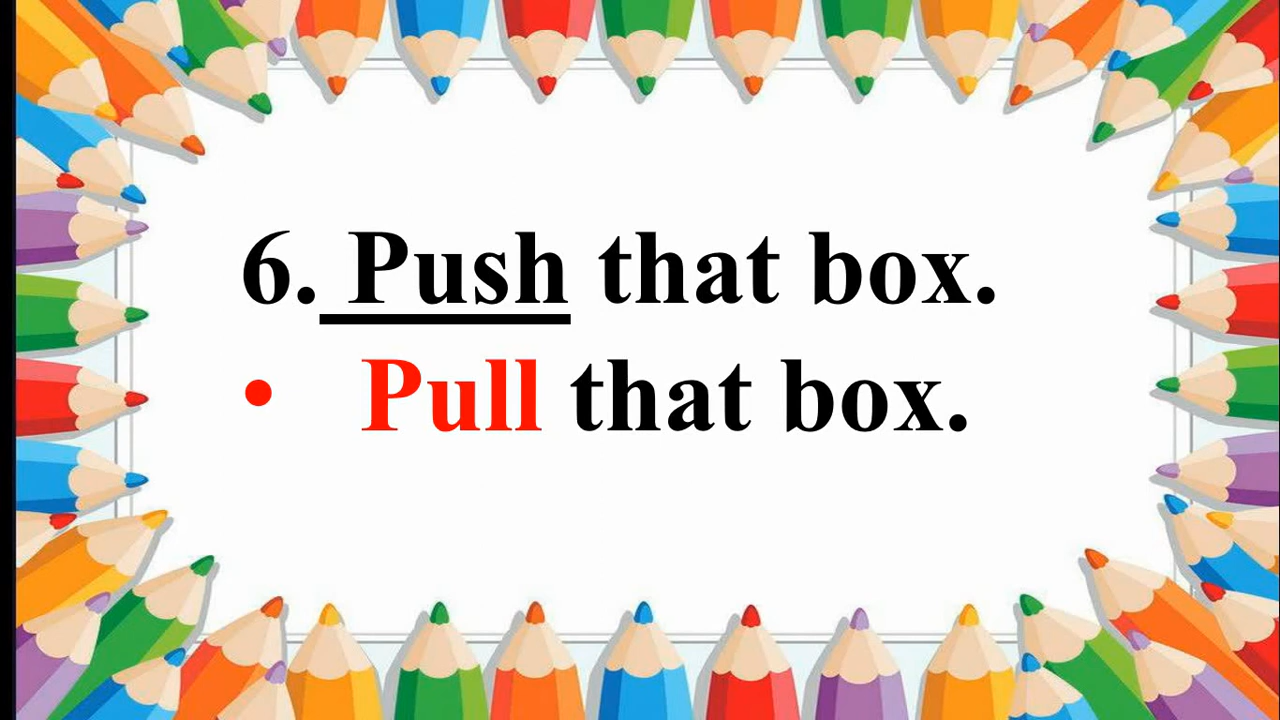 6. Push that box.
• Pull that box.